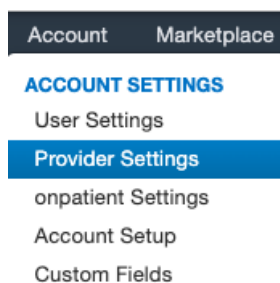 Account Marketplace
ACCOUNT SETTINGS
User Settings
Provider Settings
onpatient Settings
Account Setup
Custom Fields